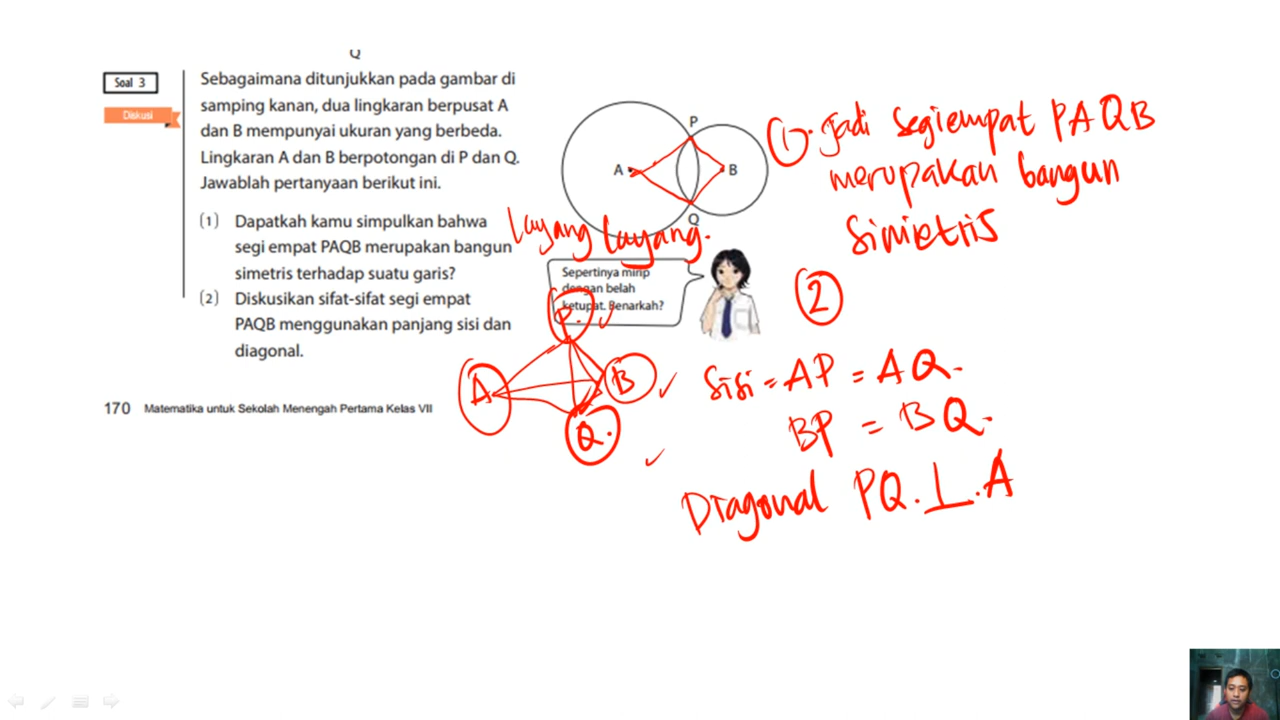 Q
Soal 3
Diskusi
Sebagaimana ditunjukkan pada gambar di
samping kanan, dua lingkaran berpusat A
dan B mempunyai ukuran yang berbeda.
Lingkaran A dan B berpotongan di P dan Q.
Jawablah pertanyaan berikut ini.
(1) Dapatkah kamu simpulkan bahwa
segi empat PAQB merupakan bangun
simetris terhadap suatu garis?
(2) Diskusikan sifat-sifat segi empat
PAQB menggunakan panjang sisi dan
diagonal.
170 Matematika untuk Sekolah Menengah Pertama Kelas VII
P
A
B
Q
Layang layang.
Sepertinya mirip
dengan belah
ketupat. Benarkah?
P.
A
B
Q.
1. Jadi segiempat PAQB
merupakan bangun
simetris
2
Sisi = AP = AQ.
BP = BQ.
Diagonal PQ. ⊥. A